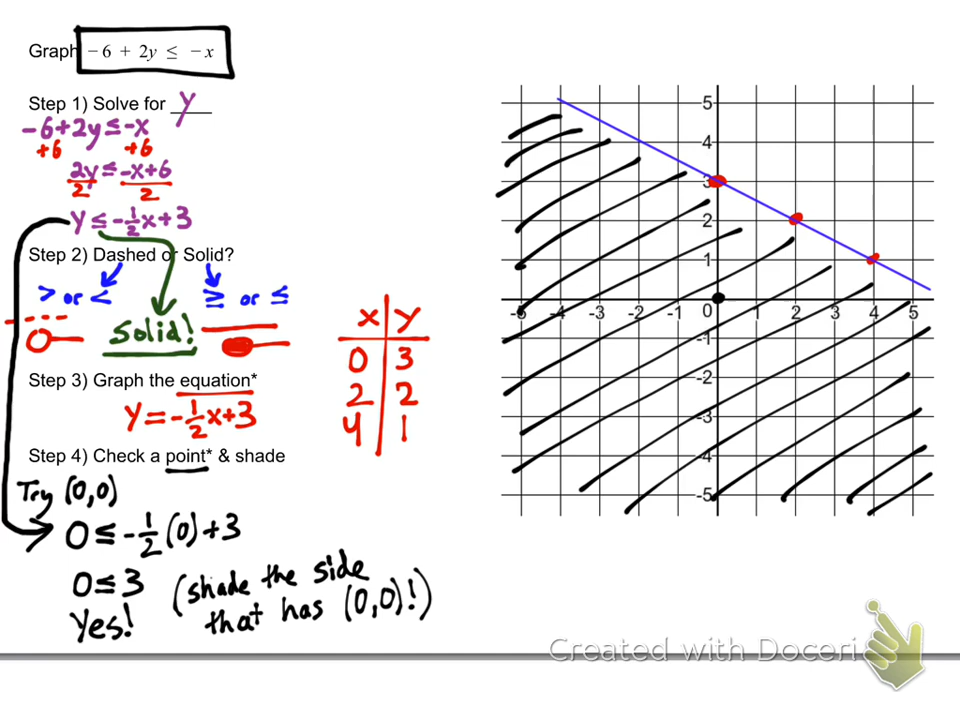 Graph -6 + 2y ≤ -x
Step 1) Solve for y
-6+2y≤-x
+6 +6
2y≤-x+6
2 2
y≤-1/2x+3
Step 2) Dashed or Solid?
> or < ≥ or ≤
Solid!
Step 3) Graph the equation*
y=-1/2x+3
x y
0 3
2 2
4 1
Step 4) Check a point* & shade
Try (0,0)
0≤-1/2(0)+3
0≤3
Yes!
(shade the side
that has (0,0)!)
5
4
3
2
1
-5 -4 -3 -2 -1 0 1 2 3 4 5
-1
-2
-3
-4
-5
Created with Doceri